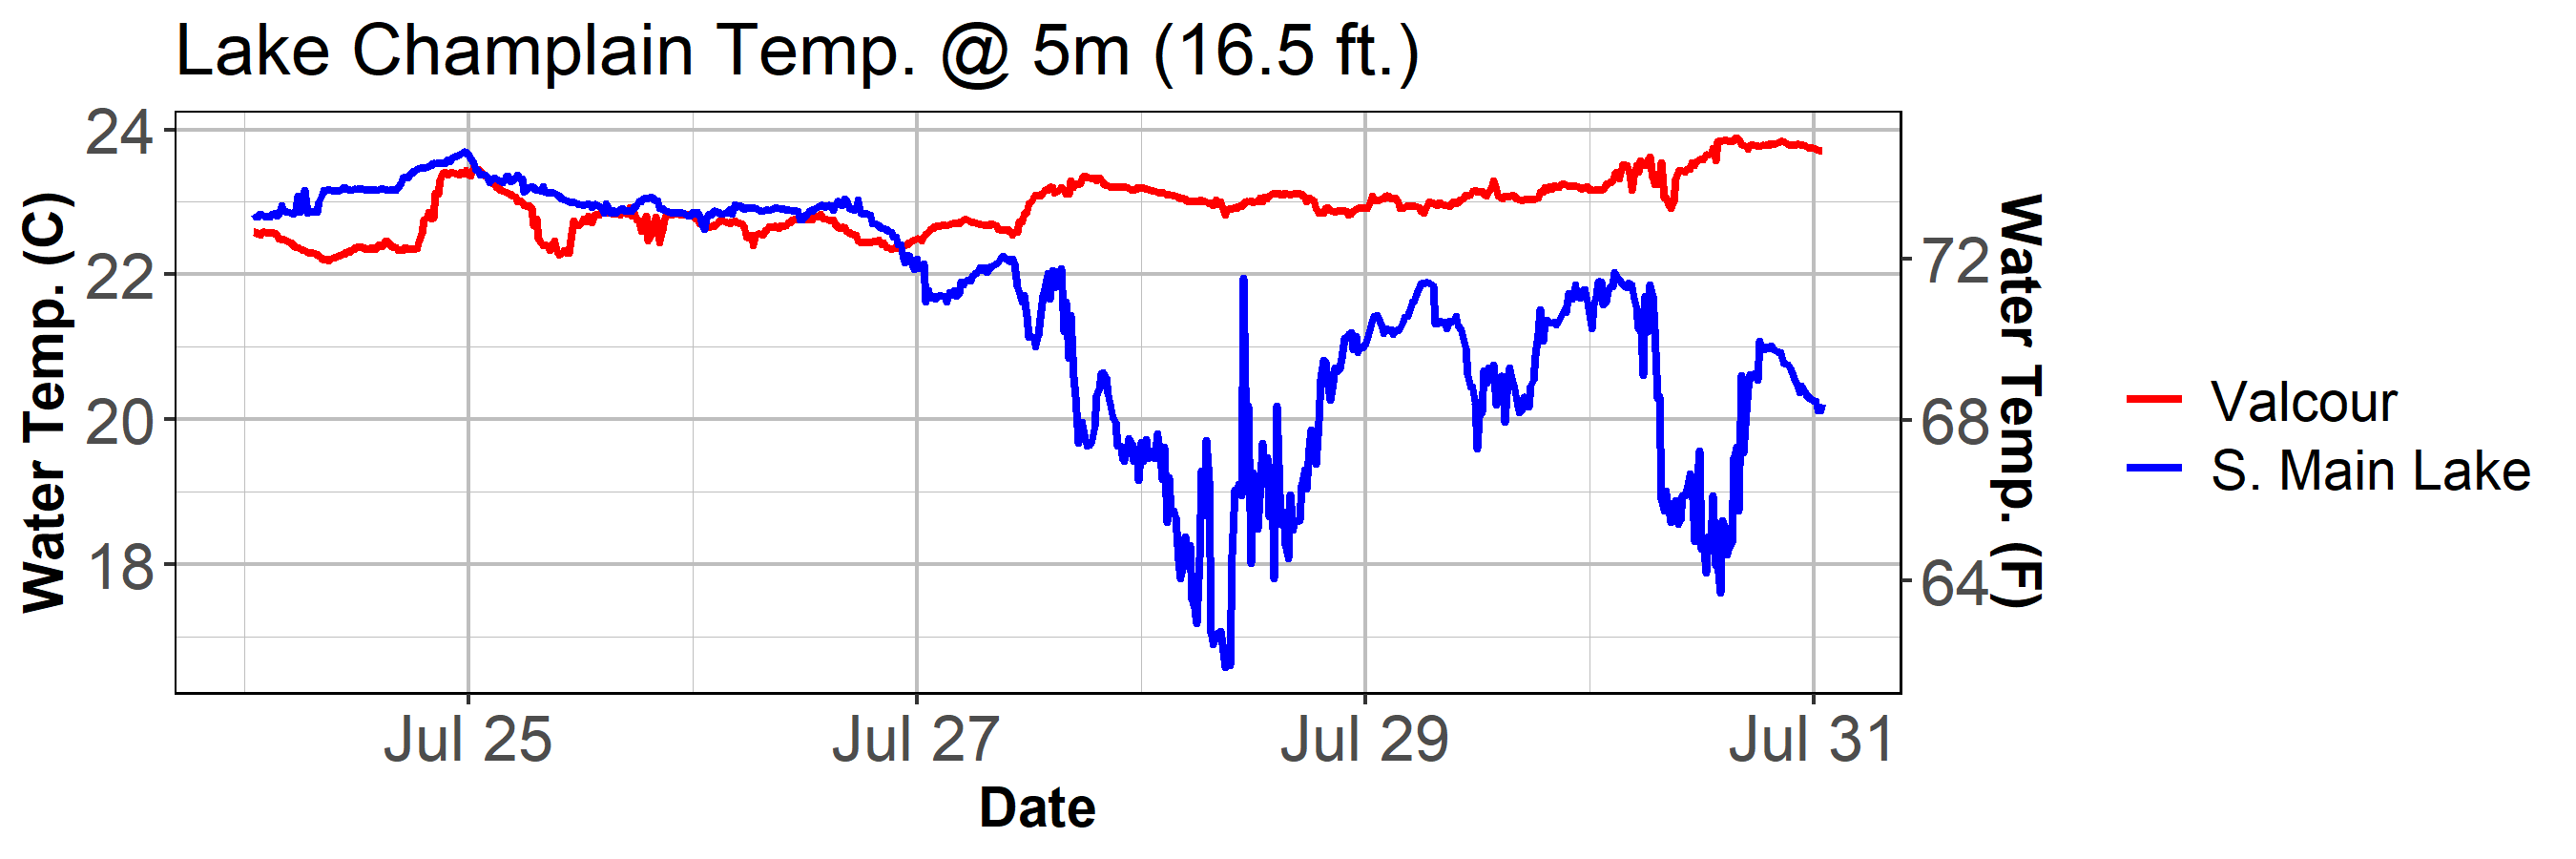 Lake Champlain Temp. @ 5m (16.5 ft.)
Water Temp. (C)
24
22
20
18
72
68
64
Water Temp. (F)
Jul 25
Jul 27
Jul 29
Jul 31
Date
Valcour
S. Main Lake